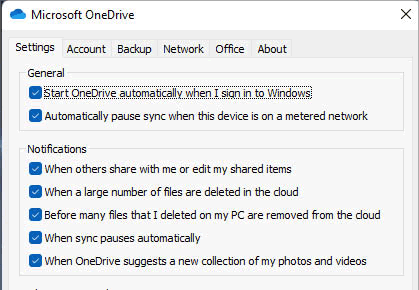 Microsoft OneDrive
Settings Account Backup Network Office About
General
Start OneDrive automatically when I sign in to Windows
Automatically pause sync when this device is on a metered network
Notifications
When others share with me or edit my shared items
When a large number of files are deleted in the cloud
Before many files that I deleted on my PC are removed from the cloud
When sync pauses automatically
When OneDrive suggests a new collection of my photos and videos